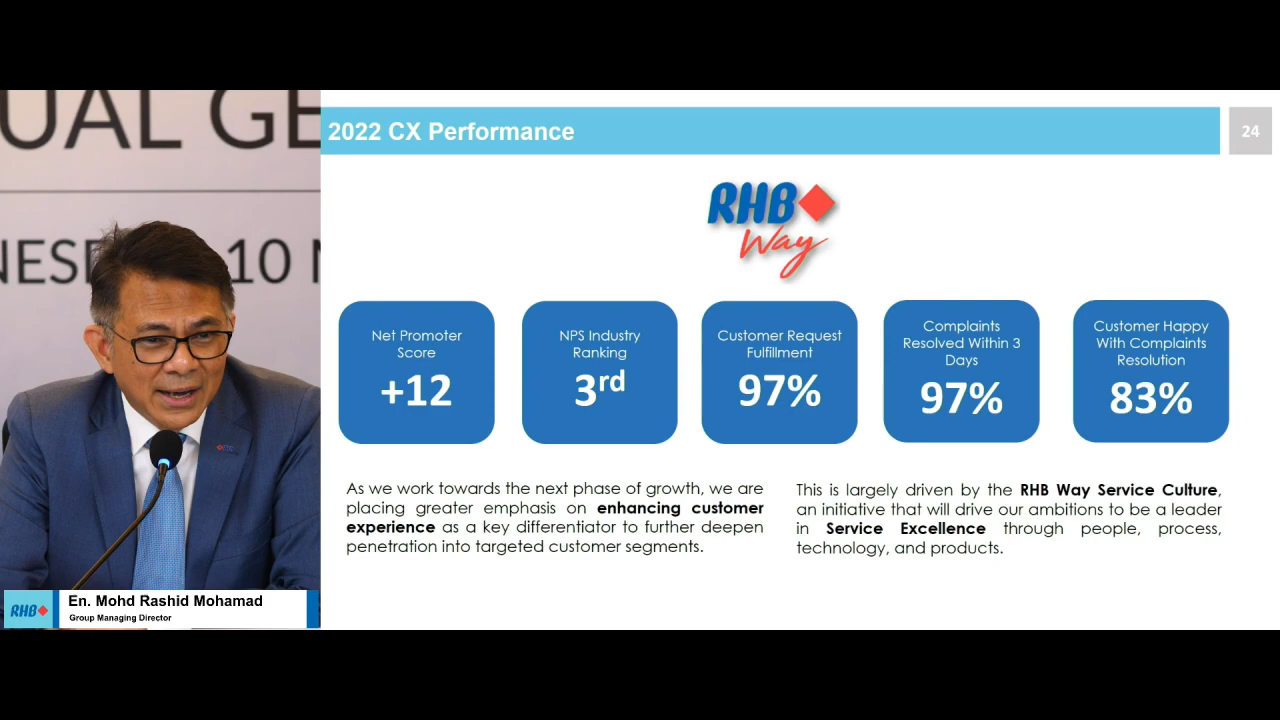 UAL GE
10
2022 CX Performance
24
RHB
Way
Net Promoter
Score
+12
NPS Industry
Ranking
3rd
Customer Request
Fulfillment
97%
Complaints
Resolved Within 3
Days
97%
Customer Happy
With Complaints
Resolution
83%
As we work towards the next phase of growth, we are
placing greater emphasis on enhancing customer
experience as a key differentiator to further deepen
penetration into targeted customer segments.
This is largely driven by the RHB Way Service Culture,
an initiative that will drive our ambitions to be a leader
in Service Excellence through people, process,
technology, and products.
RHB
En. Mohd Rashid Mohamad
Group Managing Director